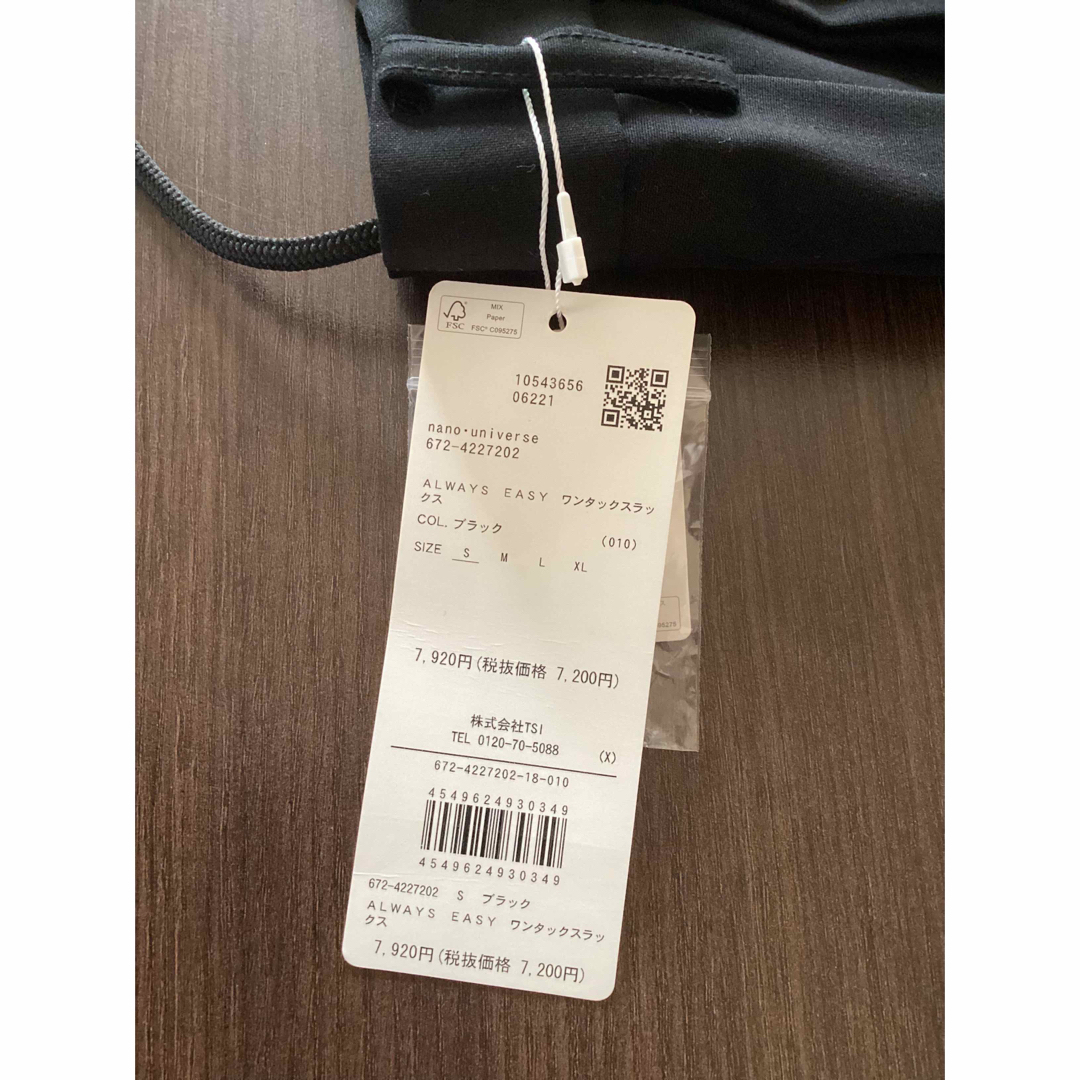 MIX
Paper
FSC® C095275
FSC
10543656
06221
nano・universe
672-4227202
ALWAYS EASY ワンタックスラッ
クス
COL. ブラック (010)
SIZE S M L XL
7,920円(税抜価格 7,200円)
株式会社TSI
TEL 0120-70-5088 (X)
672-4227202-18-010
4549624930349
4549624930349
672-4227202 S ブラック
ALWAYS EASY ワンタックスラッ
クス
7,920円(税抜価格 7,200円)